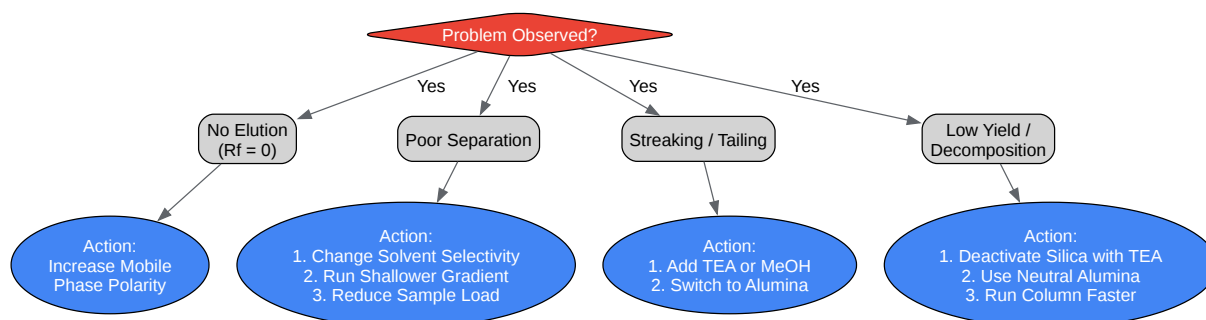 Problem Observed?
Yes
Yes
Yes
Yes
No Elution
(Rf = 0)
Poor Separation
Streaking / Tailing
Low Yield /
Decomposition
Action:
Increase Mobile
Phase Polarity
Action:
1. Change Solvent Selectivity
2. Run Shallower Gradient
3. Reduce Sample Load
Action:
1. Add TEA or MeOH
2. Switch to Alumina
Action:
1. Deactivate Silica with TEA
2. Use Neutral Alumina
3. Run Column Faster